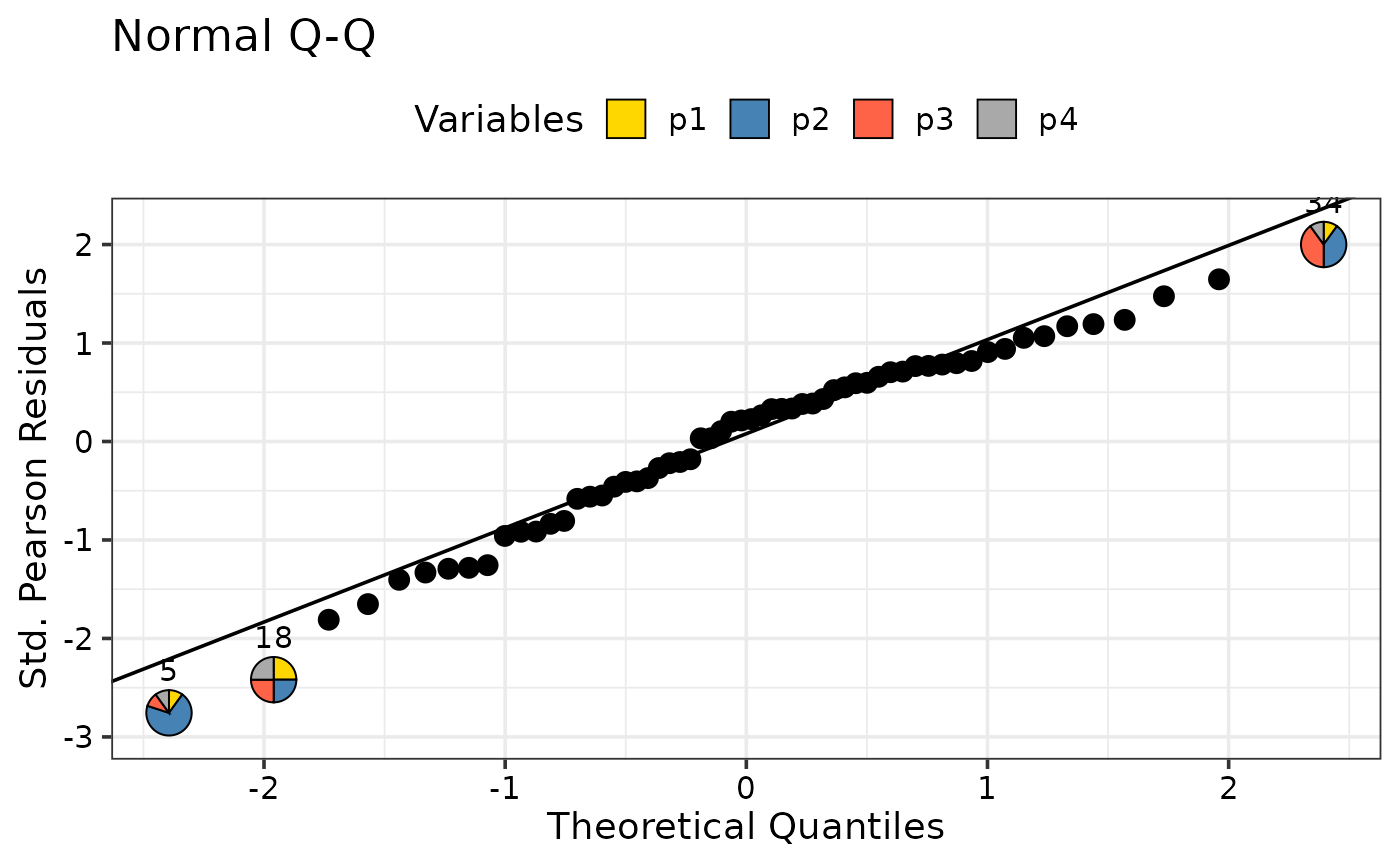 Normal Q-Q
Variables p1 p2 p3 p4
34
2
1
0
-1
-2
-3
18
5
Std. Pearson Residuals
-2 -1 0 1 2
Theoretical Quantiles